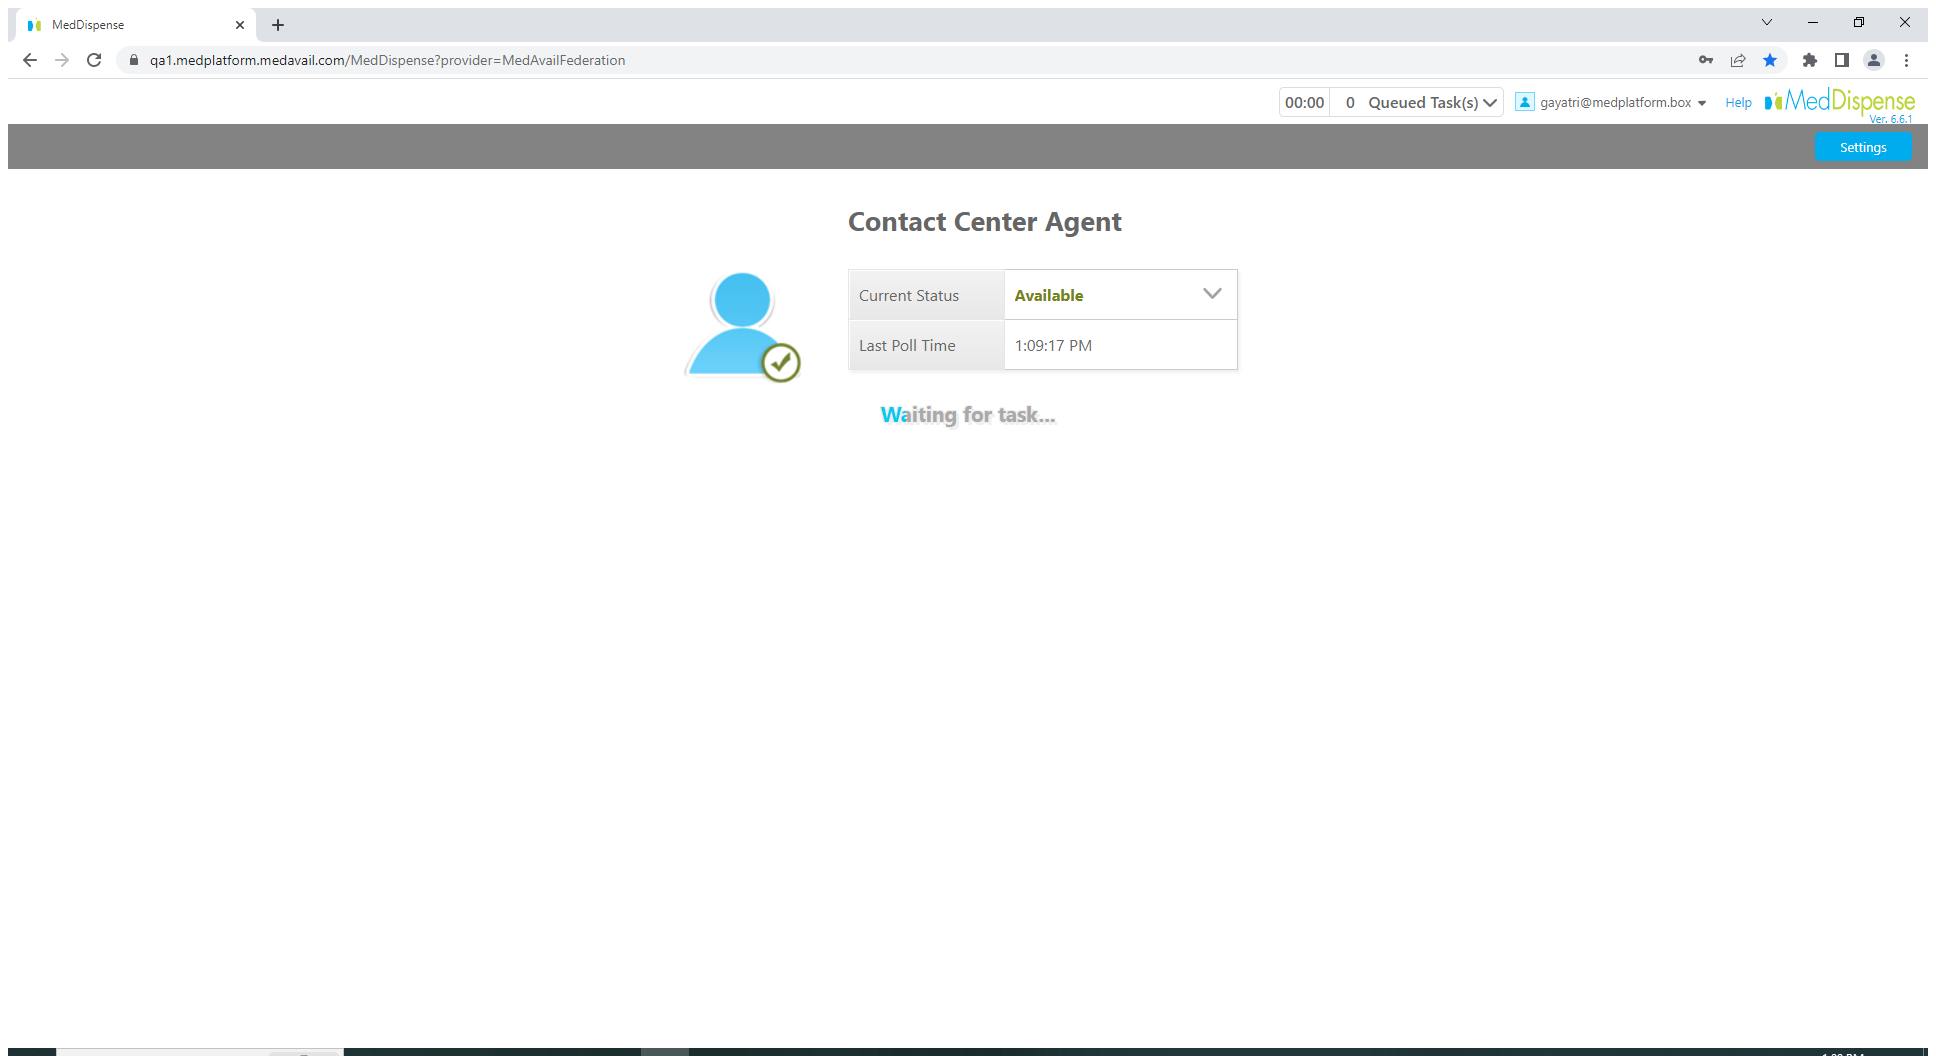 MedDispense
qa1.medplatform.medavail.com/MedDispense?provider=MedAvailFederation
00:00 0 Queued Task(s) gayatri@medplatform.box Help MedDispense
Ver. 6.6.1
Settings
Contact Center Agent
Current Status Available
Last Poll Time 1:09:17 PM
Waiting for task...